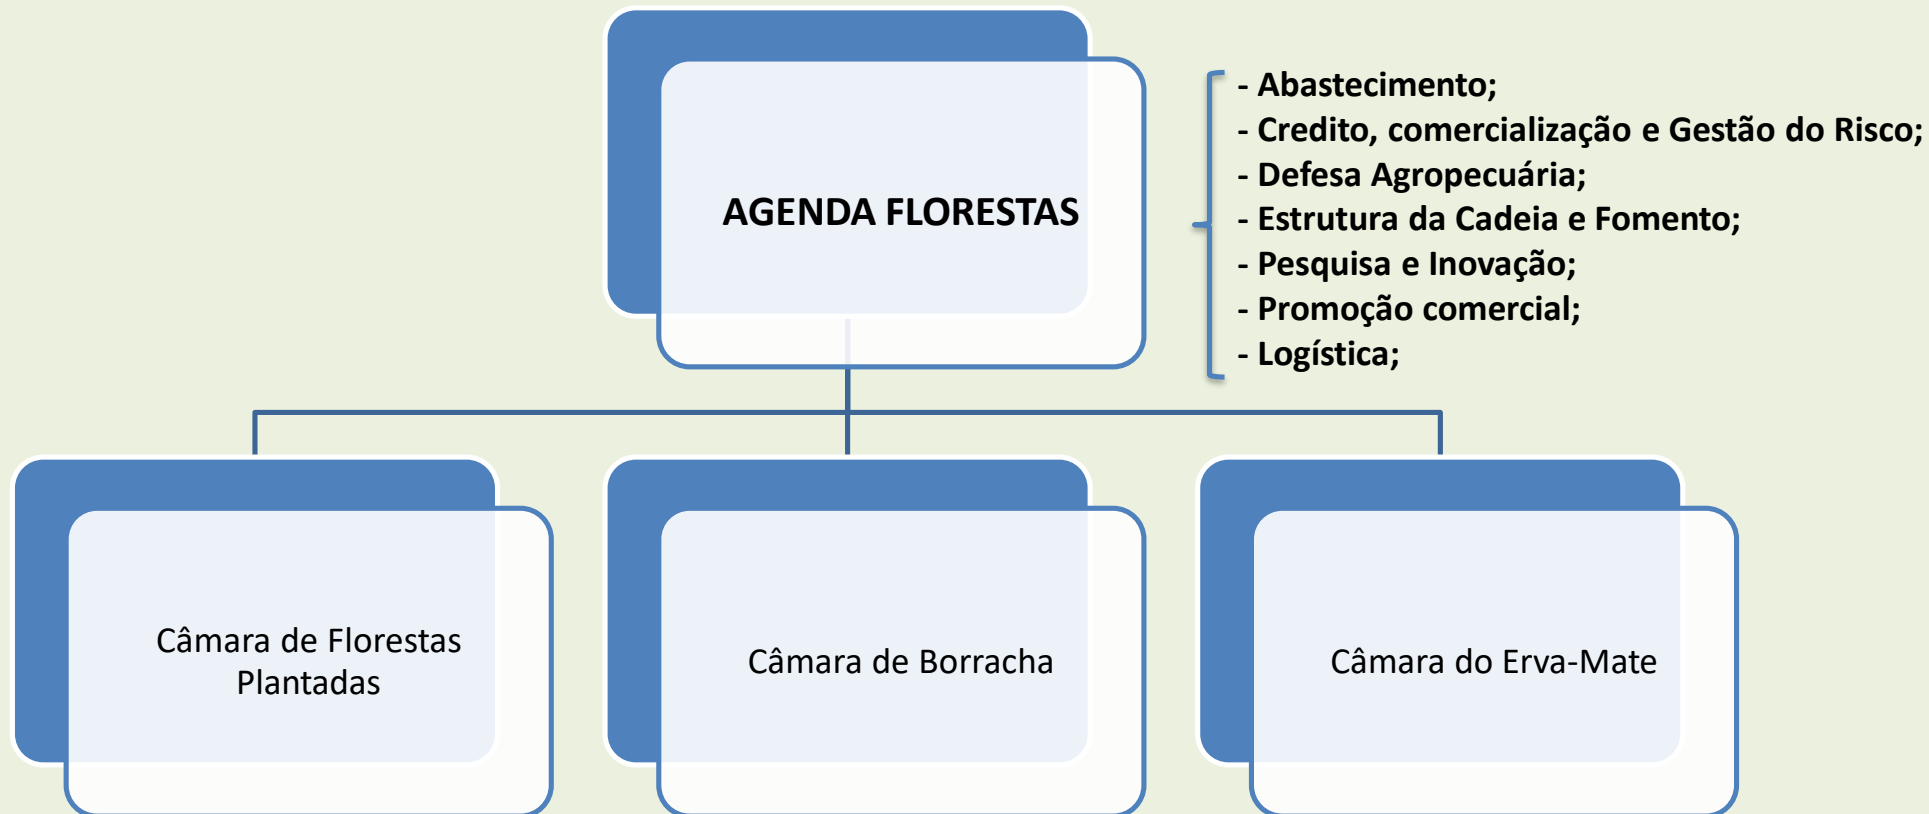 AGENDA FLORESTAS
- Abastecimento;
- Credito, comercialização e Gestão do Risco;
- Defesa Agropecuária;
- Estrutura da Cadeia e Fomento;
- Pesquisa e Inovação;
- Promoção comercial;
- Logística;
Câmara de Florestas
Plantadas
Câmara de Borracha
Câmara do Erva-Mate